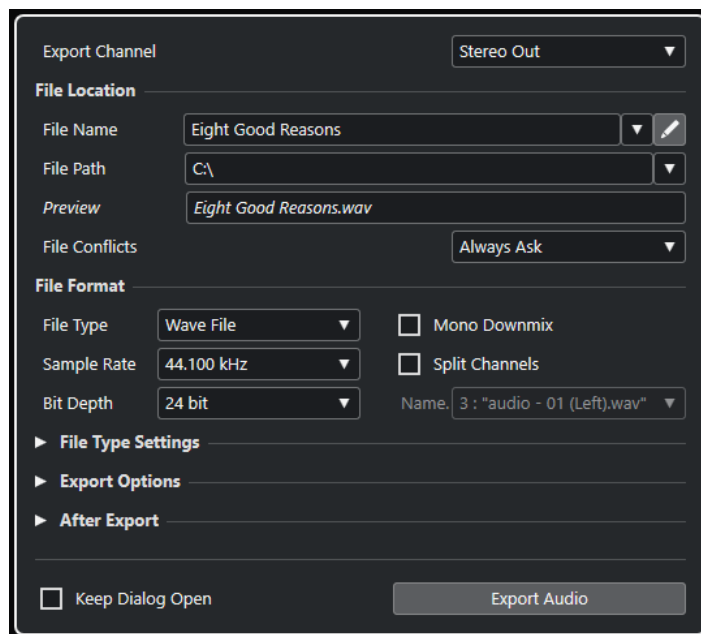 Export Channel Stereo Out
File Location
File Name Eight Good Reasons
File Path C:\
Preview Eight Good Reasons.wav
File Conflicts Always Ask
File Format
File Type Wave File Mono Downmix
Sample Rate 44.100 kHz Split Channels
Bit Depth 24 bit Name. 3 : "audio - 01 (Left).wav"
File Type Settings
Export Options
After Export
Keep Dialog Open Export Audio